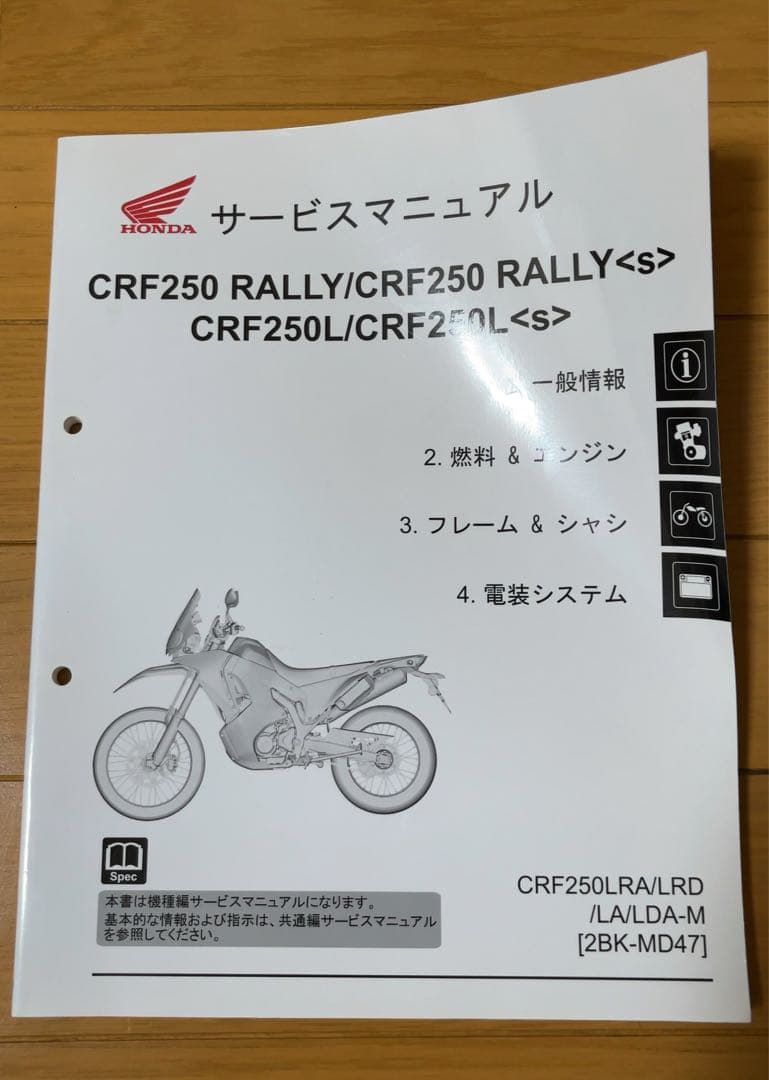 HONDA
サービスマニュアル
CRF250 RALLY/CRF250 RALLY<s>
CRF250L/CRF250L<s>
一般情報
2. 燃料 & エンジン
3. フレーム & シャシ
4. 電装システム
Spec
本書は機種編サービスマニュアルになります。
基本的な情報および指示は、共通編サービスマニュアル
を参照してください。
CRF250LRA/LRD
/LA/LDA-M
[2BK-MD47]